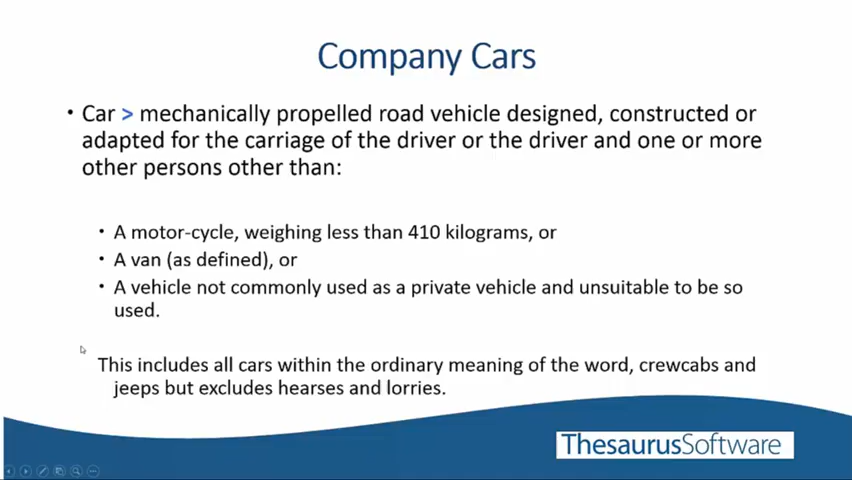 Company Cars
• Car > mechanically propelled road vehicle designed, constructed or
adapted for the carriage of the driver or the driver and one or more
other persons other than:
• A motor-cycle, weighing less than 410 kilograms, or
• A van (as defined), or
• A vehicle not commonly used as a private vehicle and unsuitable to be so
used.
This includes all cars within the ordinary meaning of the word, crewcabs and
jeeps but excludes hearses and lorries.
ThesaurusSoftware